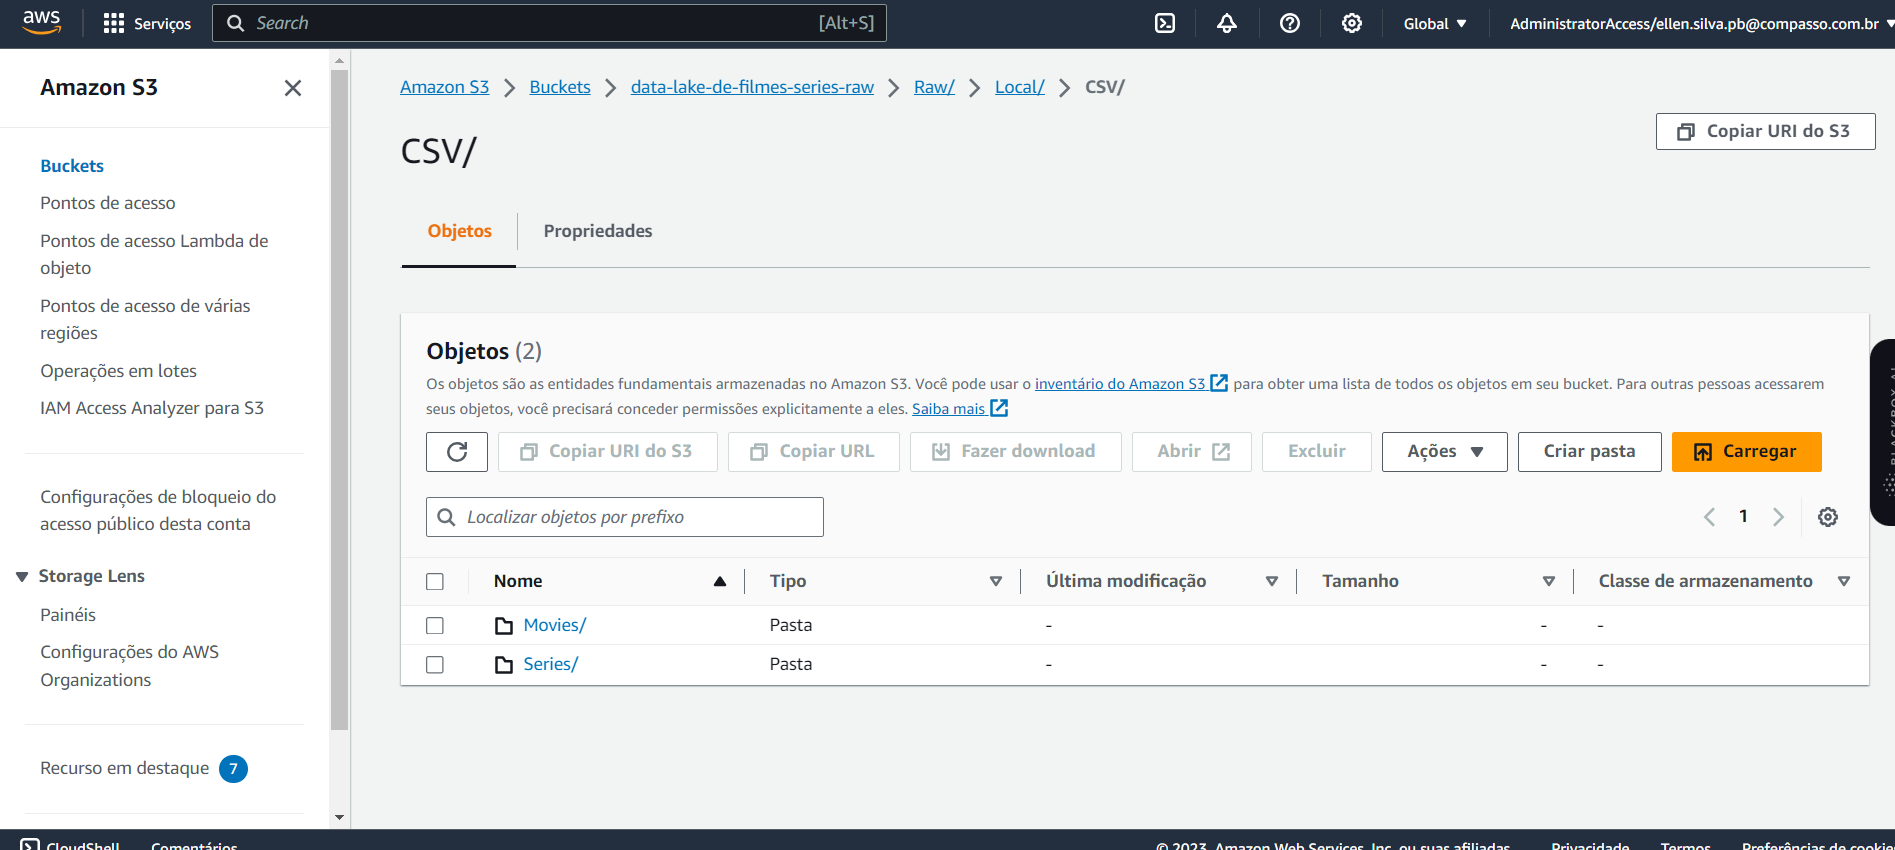 aws
Serviços
Search
[Alt+S]
Global
AdministratorAccess/ellen.silva.pb@compasso.com.br
Amazon S3
Buckets
Pontos de acesso
Pontos de acesso Lambda de
objeto
Pontos de acesso de várias
regiões
Operações em lotes
IAM Access Analyzer para S3
Configurações de bloqueio do
acesso público desta conta
Storage Lens
Painéis
Configurações do AWS
Organizations
Recurso em destaque 7
Amazon S3
Buckets
data-lake-de-filmes-series-raw
Raw/
Local/
CSV/
CSV/
Copiar URI do S3
Objetos
Propriedades
Objetos (2)
Os objetos são as entidades fundamentais armazenadas no Amazon S3. Você pode usar o inventário do Amazon S3 para obter uma lista de todos os objetos em seu bucket. Para outras pessoas acessarem
seus objetos, você precisará conceder permissões explicitamente a eles. Saiba mais
Copiar URI do S3
Copiar URL
Fazer download
Abrir
Excluir
Ações
Criar pasta
Carregar
Localizar objetos por prefixo
1
Nome
Tipo
Última modificação
Tamanho
Classe de armazenamento
Movies/ Pasta - - -
Series/ Pasta - - -
BLACKBOX AI
CloudShell
Comentários
© 2023, Amazon Web Services, Inc. ou suas afiliadas.
Privacidade
Termos
Preferências de cookies